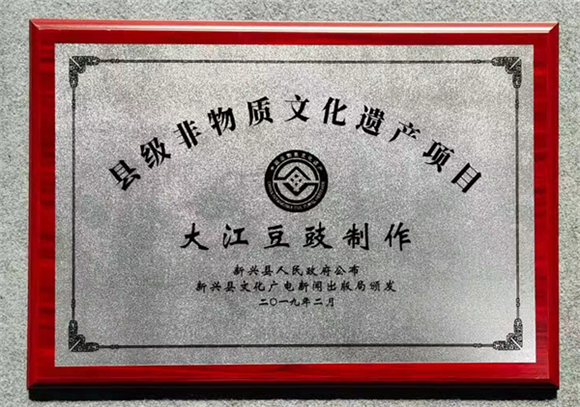 县级非物质文化遗产项目
大江豆豉制作
新兴县人民政府公布
新兴县文化广电新闻出版局颁发
二〇一九年二月